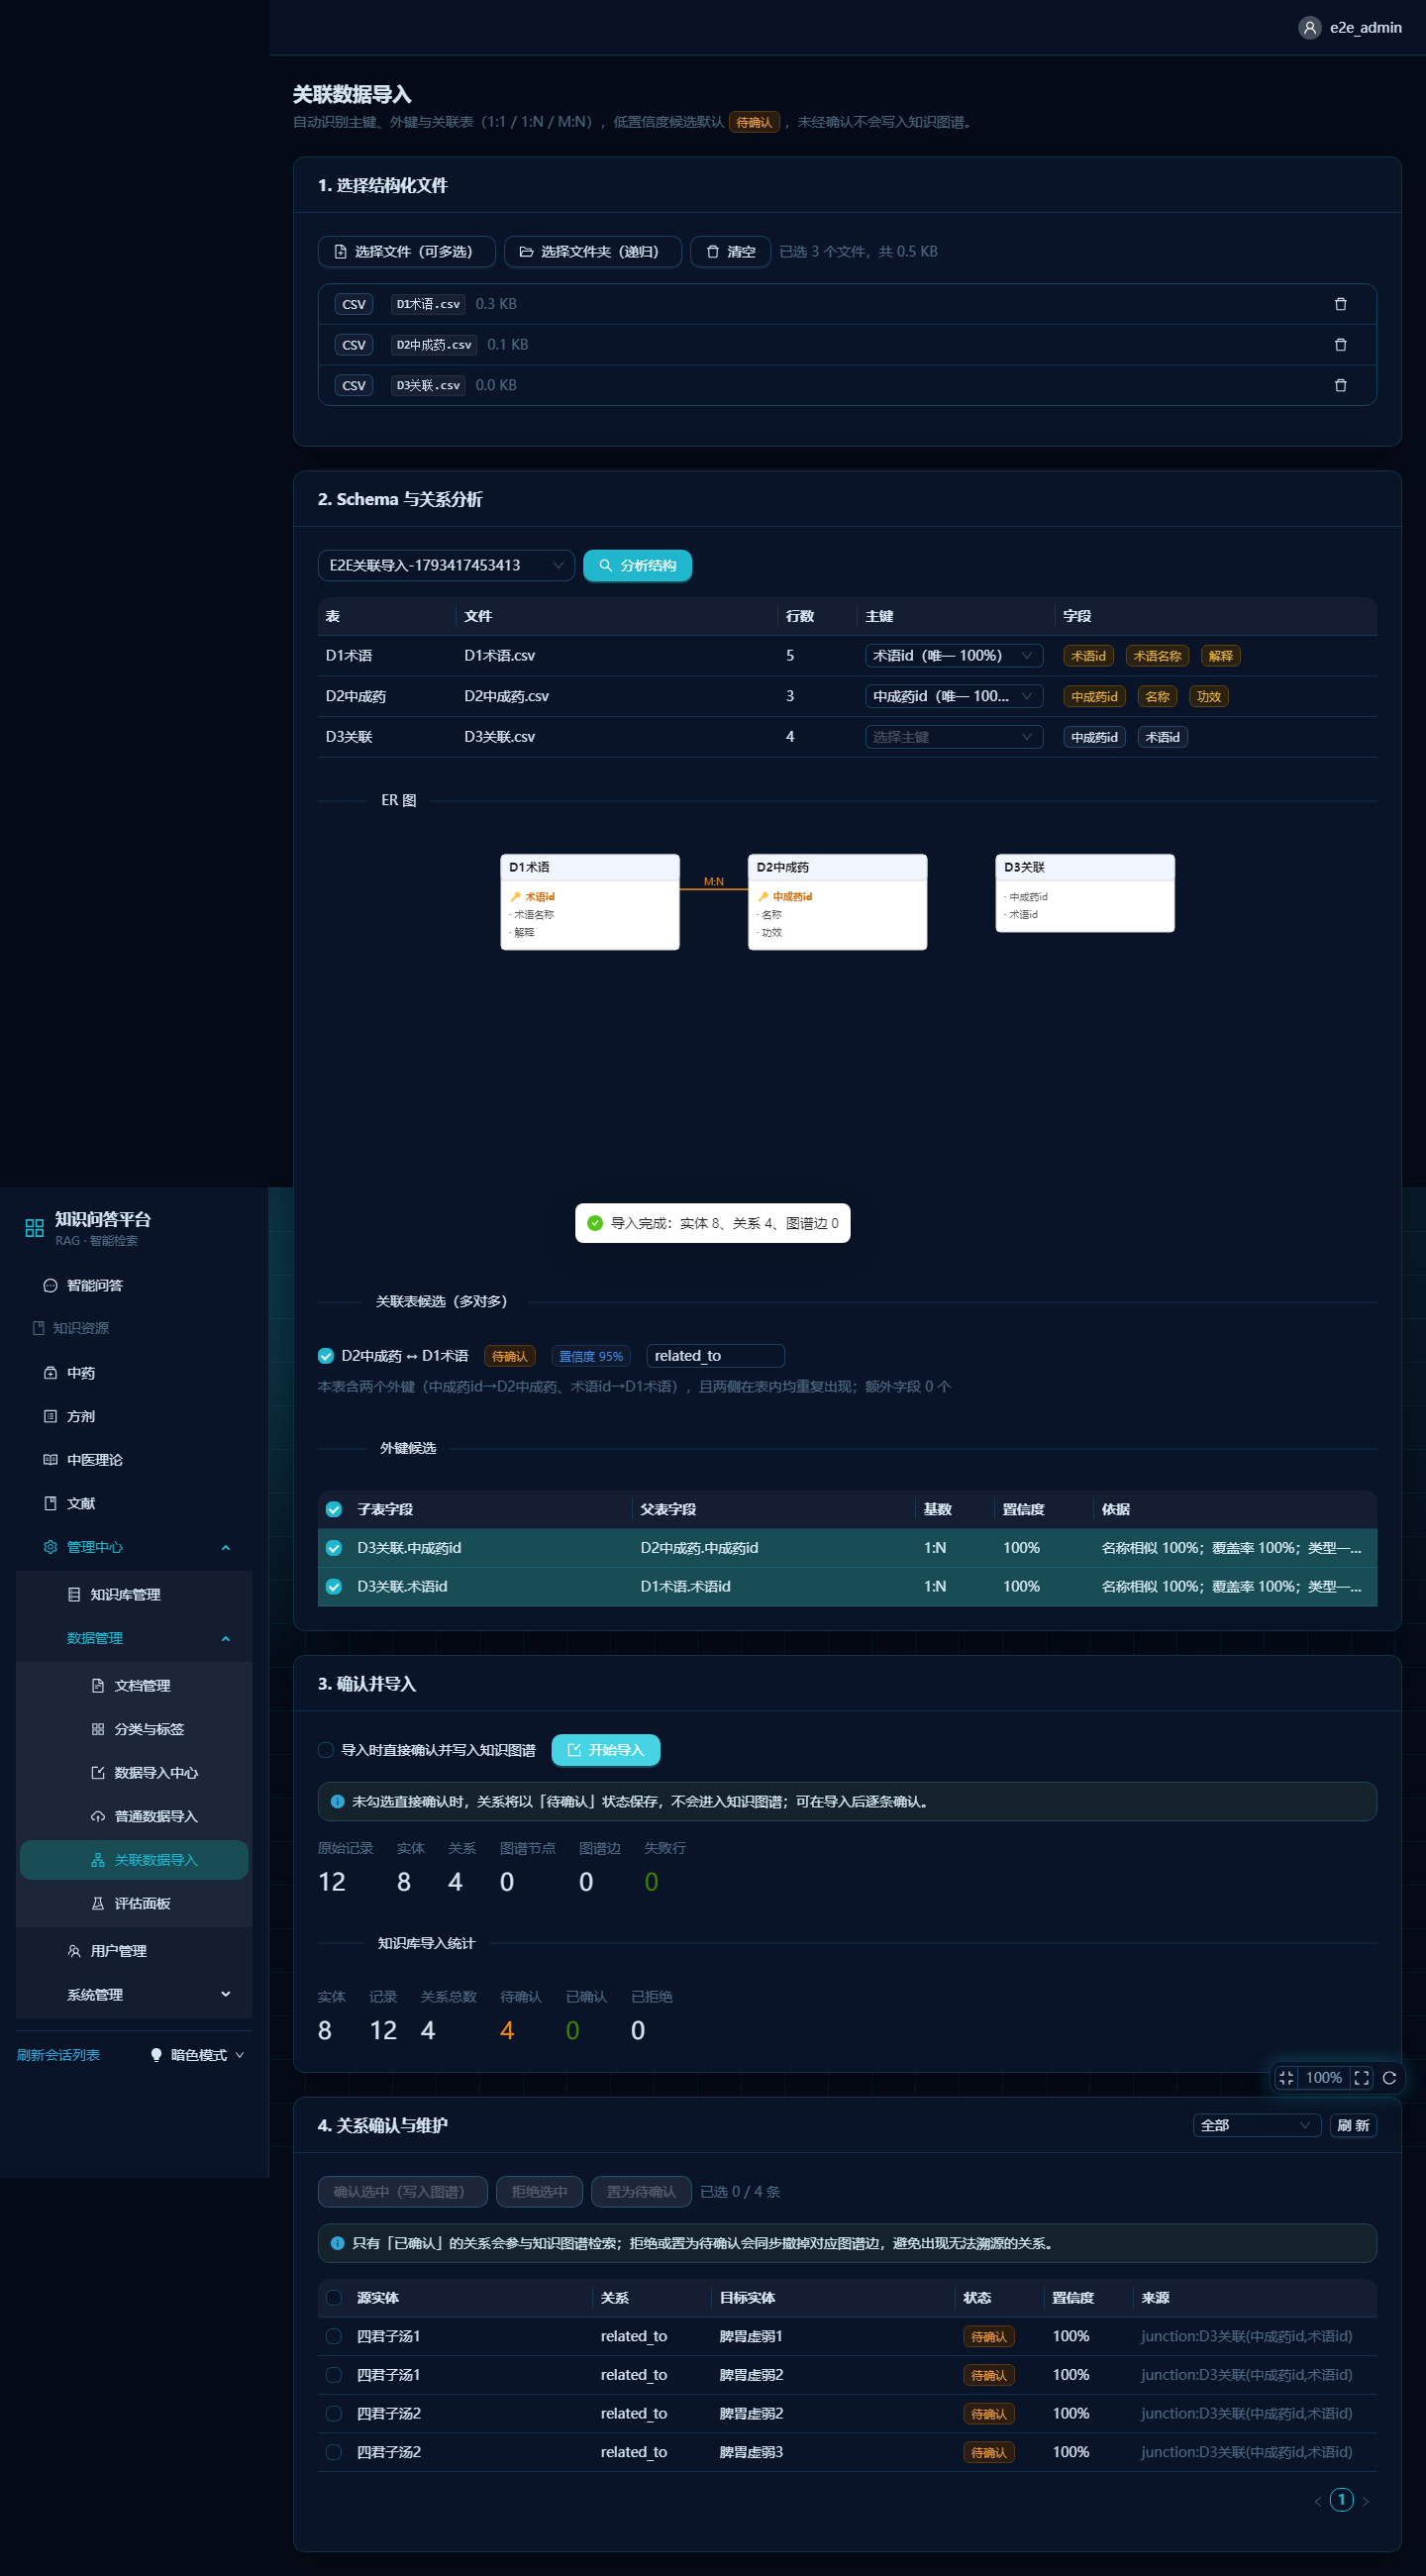 e2e_admin
关联数据导入
自动识别主键、外键与关联表（1:1 / 1:N / M:N），低置信度候选默认 待确认 ，未经确认不会写入知识图谱。
1. 选择结构化文件
选择文件（可多选） 选择文件夹（递归） 清空 已选 3 个文件，共 0.5 KB
CSV D1术语.csv 0.3 KB
CSV D2中成药.csv 0.1 KB
CSV D3关联.csv 0.0 KB
2. Schema 与关系分析
E2E关联导入-1793417453413 分析结构
表 文件 行数 主键 字段
D1术语 D1术语.csv 5 术语id（唯一 100%） 术语id 术语名称 解释
D2中成药 D2中成药.csv 3 中成药id（唯一 100... 中成药id 名称 功效
D3关联 D3关联.csv 4 选择主键 中成药id 术语id
ER 图
D1术语
术语id
· 术语名称
· 解释
M:N
D2中成药
中成药id
· 名称
· 功效
D3关联
· 中成药id
· 术语id
导入完成：实体 8、关系 4、图谱边 0
关联表候选（多对多）
D2中成药 ↔ D1术语 待确认 置信度 95% related_to
本表含两个外键（中成药id→D2中成药、术语id→D1术语），且两侧在表内均重复出现；额外字段 0 个
外键候选
子表字段 父表字段 基数 置信度 依据
D3关联.中成药id D2中成药.中成药id 1:N 100% 名称相似 100%；覆盖率 100%；类型一...
D3关联.术语id D1术语.术语id 1:N 100% 名称相似 100%；覆盖率 100%；类型一...
3. 确认并导入
导入时直接确认并写入知识图谱 开始导入
未勾选直接确认时，关系将以「待确认」状态保存，不会进入知识图谱；可在导入后逐条确认。
原始记录 实体 关系 图谱节点 图谱边 失败行
12 8 4 0 0 0
知识库导入统计
实体 记录 关系总数 待确认 已确认 已拒绝
8 12 4 4 0 0
100%
4. 关系确认与维护 全部 刷 新
确认选中（写入图谱） 拒绝选中 置为待确认 已选 0 / 4 条
只有「已确认」的关系会参与知识图谱检索；拒绝或置为待确认会同步撤掉对应图谱边，避免出现无法溯源的关系。
源实体 关系 目标实体 状态 置信度 来源
四君子汤1 related_to 脾胃虚弱1 待确认 100% junction:D3关联(中成药id,术语id)
四君子汤1 related_to 脾胃虚弱2 待确认 100% junction:D3关联(中成药id,术语id)
四君子汤2 related_to 脾胃虚弱2 待确认 100% junction:D3关联(中成药id,术语id)
四君子汤2 related_to 脾胃虚弱3 待确认 100% junction:D3关联(中成药id,术语id)
< 1 >
知识问答平台
RAG · 智能检索
智能问答
知识资源
中药
方剂
中医理论
文献
管理中心
知识库管理
数据管理
文档管理
分类与标签
数据导入中心
普通数据导入
关联数据导入
评估面板
用户管理
系统管理
刷新会话列表 暗色模式